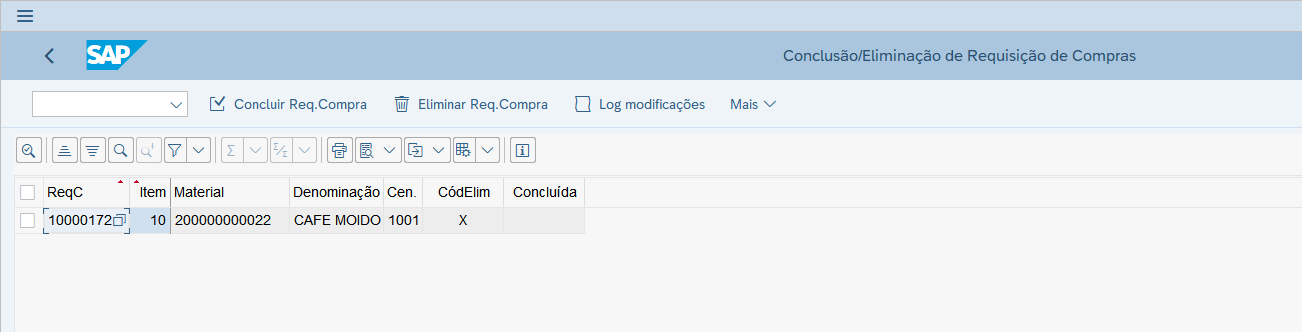 SAP
Conclusão/Eliminação de Requisição de Compras
Concluir Req.Compra Eliminar Req.Compra Log modificações Mais
ReqC Item Material Denominação Cen. CódElim Concluída
10000172 10 200000000022 CAFE MOIDO 1001 X